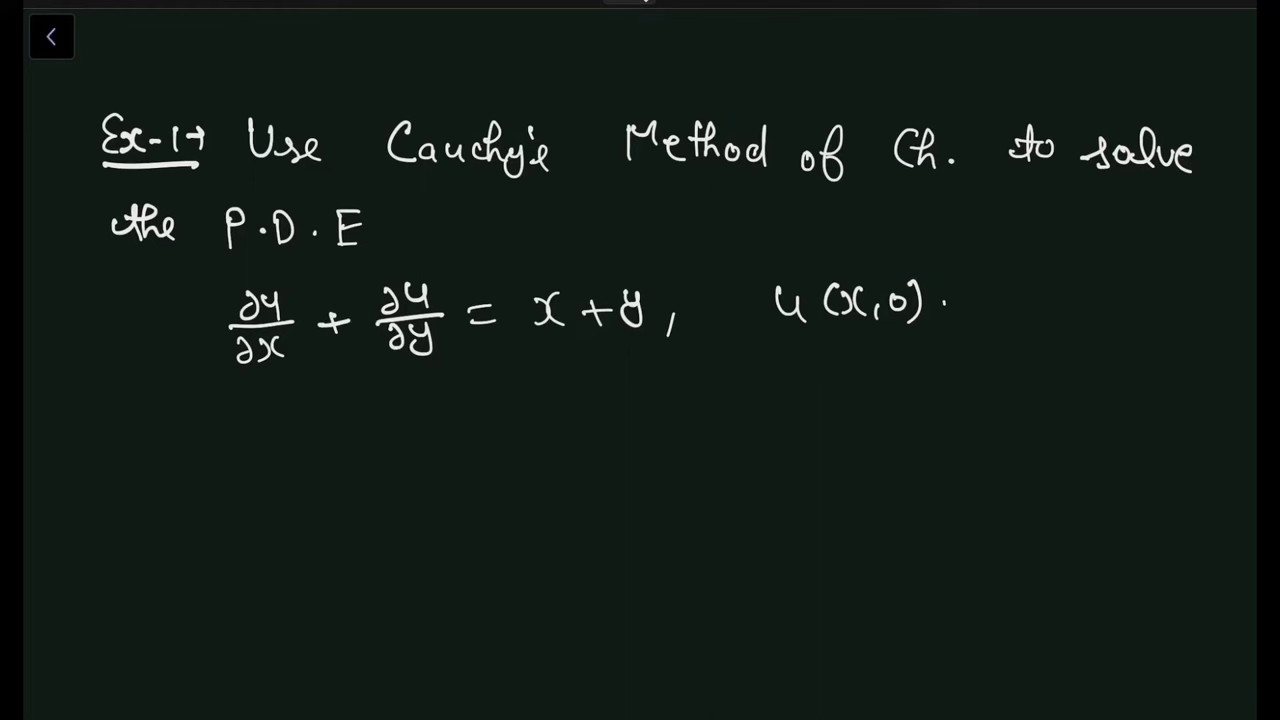 Ex-1→ Use Cauchy's Method of Ch. to solve
the P.D.E
∂u/∂x + ∂u/∂y = x + y, u(x,0)